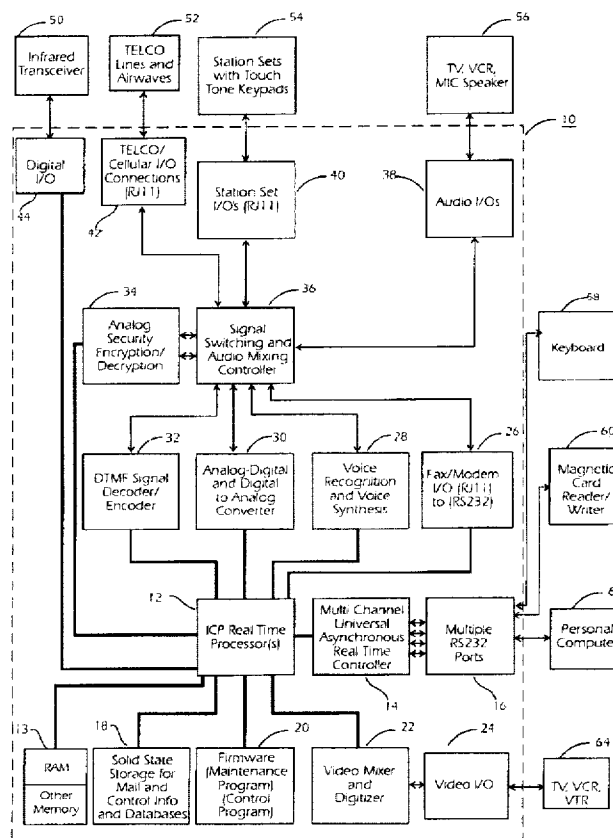 50
52
54
56
Infrared
Transceiver
TELCO
Lines and
Airwaves
Station Sets
with Touch
Tone Keypads
TV, VCR,
MIC Speaker
10
Digital
I/O
44
TELCO/
Cellular I/O
Connections
(RJ11)
42
Station Set
I/O's (RJ11)
40
38
Audio I/Os
34
Analog
Security
Encryption/
Decryption
36
Signal
Switching and
Audio Mixing
Controller
Keyboard
32
DTMF Signal
Decoder/
Encoder
30
Analog-Digital
and Digital
to Analog
Converter
28
Voice
Recognition
and Voice
Synthesis
26
Fax/Modem
I/O (RJ11)
to (RS232)
60
Magnetic
Card
Reader/
Writer
12
ICP Real Time
Processor(s)
Multi Channel
Universal
Asynchronous
Real Time
Controller
14
Multiple
RS232
Ports
16
Personal
Computer
13
RAM
Other
Memory
18
Solid State
Storage for
Mail and
Control Info
and Databases
20
Firmware
(Maintenance
Program)
(Control
Program)
22
Video Mixer
and
Digitizer
24
Video I/O
64
TV, VCR,
VTR